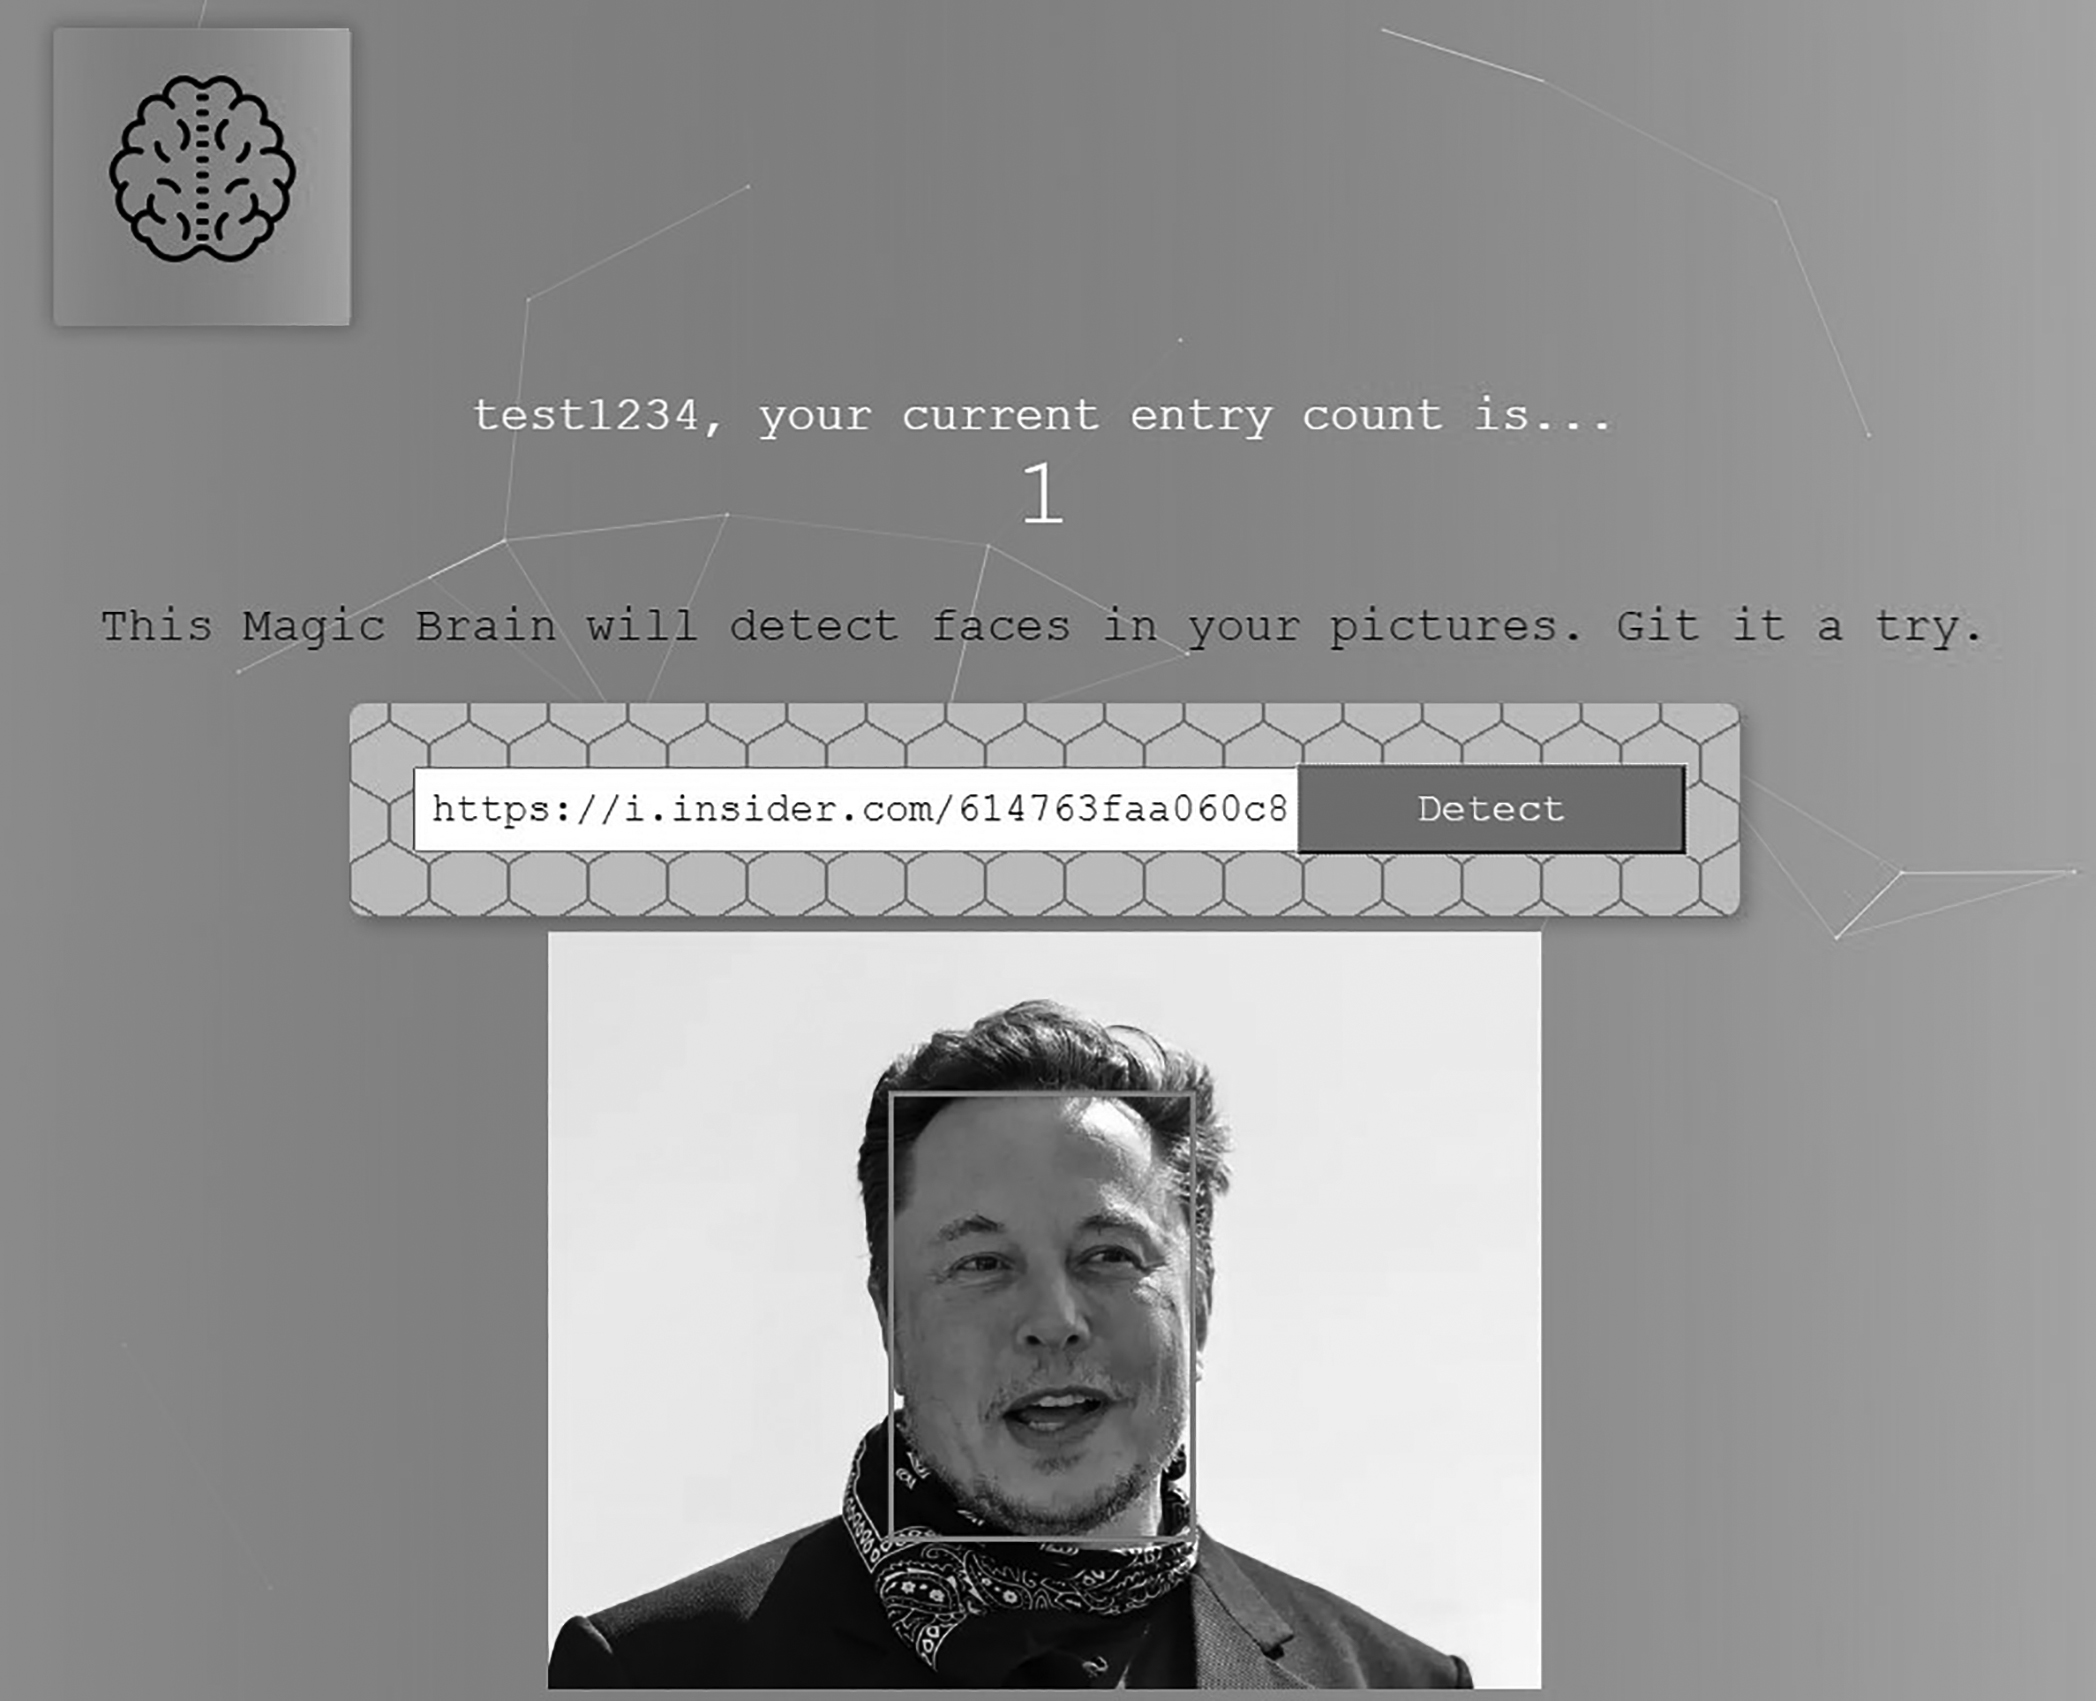 test1234, your current entry count is...
1
This Magic Brain will detect faces in your pictures. Git it a try.
https://i.insider.com/614763faa060c8
Detect